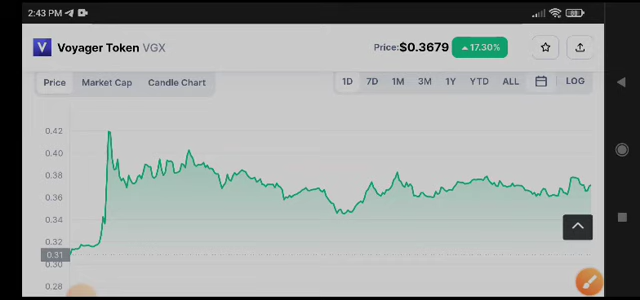 2:43 PM
Voyager Token VGX
Price: $0.3679 17.30%
Price Market Cap Candle Chart
1D 7D 1M 3M 1Y YTD ALL LOG
0.42
0.40
0.38
0.36
0.34
0.32
0.31
0.30
0.28